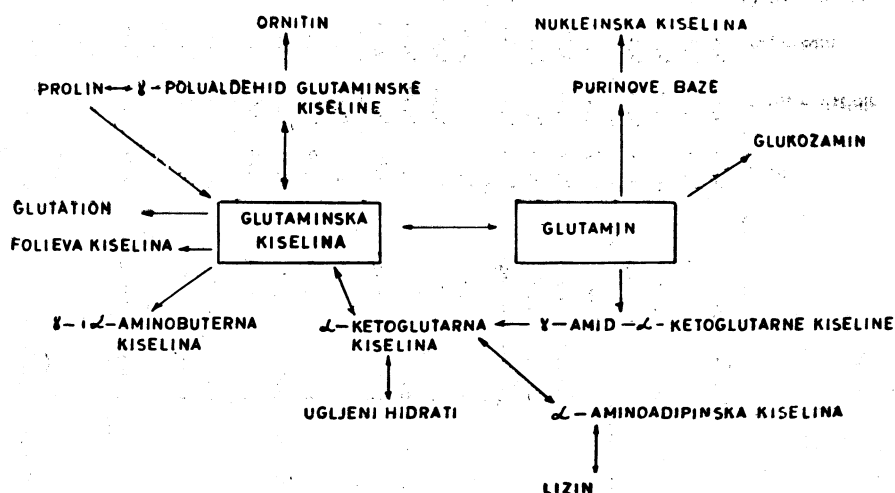 ORNITIN
NUKLEINSKA KISELINA
PROLIN
ɣ-POLUALDEHID GLUTAMINSKE
KISELINE
PURINOVE BAZE
GLUKOZAMIN
GLUTATION
GLUTAMINSKA
KISELINA
GLUTAMIN
FOLIEVA KISELINA
ɣ-I α-AMINOBUTERNA
KISELINA
α-KETOGLUTARNA
KISELINA
ɣ-AMID-α-KETOGLUTARNE KISELINE
UGLJENI HIDRATI
α-AMINOADIPINSKA KISELINA
LIZIN